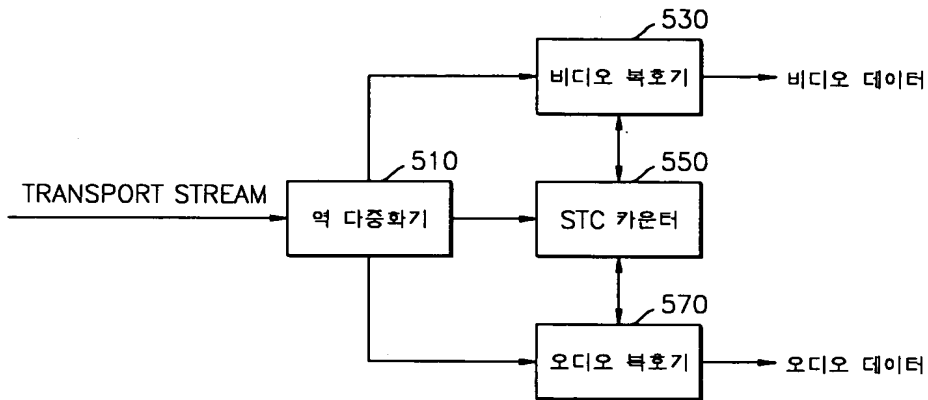 530
비디오 복호기
비디오 데이터
510
550
TRANSPORT STREAM
역 다중화기
STC 카운터
570
오디오 복호기
오디오 데이터